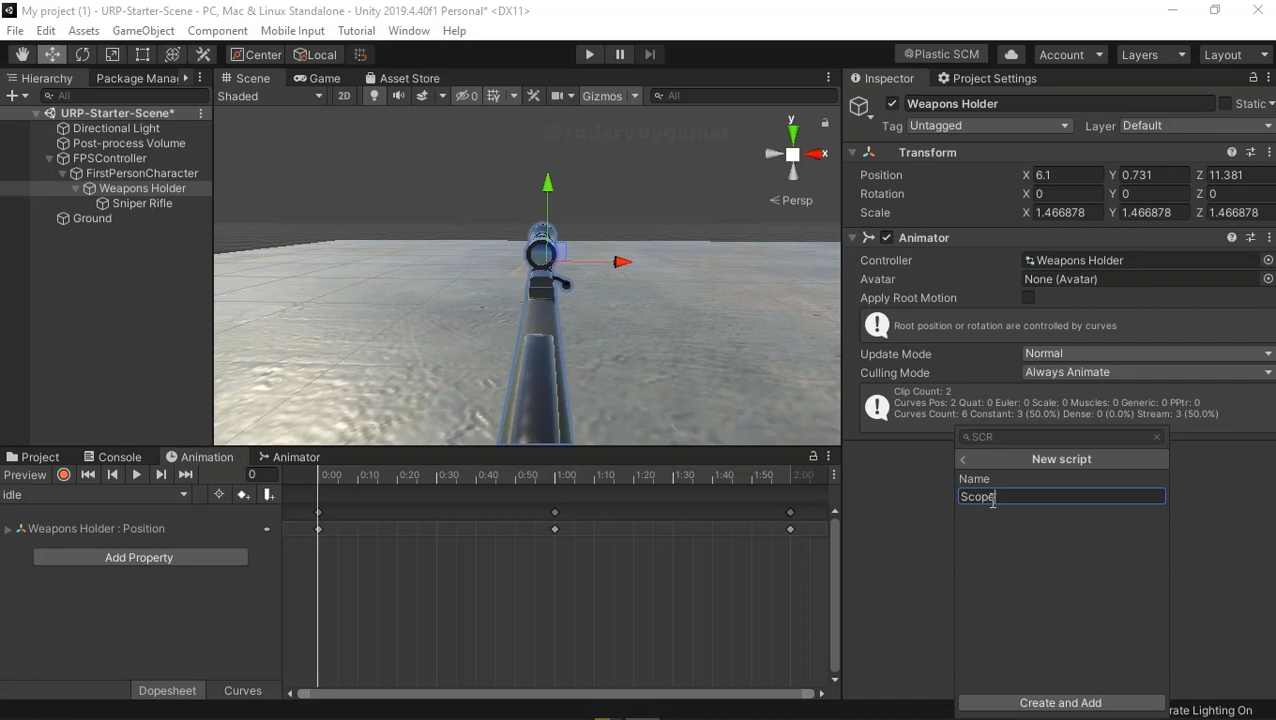 My project (1) - URP-Starter-Scene - PC, Mac & Linux Standalone - Unity 2019.4.40f1 Personal* <DX11>
File Edit Assets GameObject Component Mobile Input Tutorial Window Help
Center Local Plastic SCM Account Layers Layout
Hierarchy Package Mana Scene Game Asset Store Inspector Project Settings
All Shaded 2D 0 Gizmos All Weapons Holder Static
URP-Starter-Scene*
Directional Light
Post-process Volume
FPSController
FirstPersonCharacter
Weapons Holder
Sniper Rifle
Ground
@ruderudygamer
y
x
Persp
Tag Untagged Layer Default
Transform
Position X 6.1 Y 0.731 Z 11.381
Rotation X 0 Y 0 Z 0
Scale X 1.466878 Y 1.466878 Z 1.466878
Animator
Controller Weapons Holder
Avatar None (Avatar)
Apply Root Motion
Root position or rotation are controlled by curves
Update Mode Normal
Culling Mode Always Animate
Clip Count: 2
Curves Pos: 2 Quat: 0 Euler: 0 Scale: 0 Muscles: 0 Generic: 0 PPtr: 0
Curves Count: 6 Constant: 3 (50.0%) Dense: 0 (0.0%) Stream: 3 (50.0%)
SCR
New script
Name
Scope
Create and Add
rate Lighting On
Project Console Animation Animator
Preview 0 0:00 0:10 0:20 0:30 0:40 0:50 1:00 1:10 1:20 1:30 1:40 1:50 2:00
idle
Weapons Holder : Position
Add Property
Dopesheet Curves